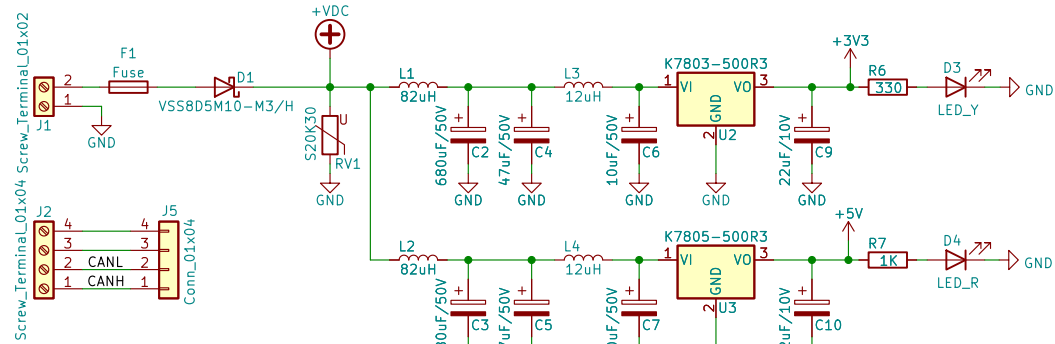 +VDC
+3V3
F1
Fuse
D1
VSS8D5M10-M3/H
Screw_Terminal_01x02
2
1
J1
GND
S20K30
U
RV1
GND
L1
82uH
L3
12uH
680uF/50V
+
C2
GND
47uF/50V
+
C4
GND
10uF/50V
+
C6
GND
K7803-500R3
1
VI
VO
3
GND
2
U2
GND
22uF/10V
+
C9
GND
R6
330
D3
LED_Y
GND
Screw_Terminal_01x04
J2
4
3
2
1
CANL
CANH
J5
4
3
2
1
Conn_01x04
+5V
L2
82uH
L4
12uH
+
C3
+
C5
+
C7
K7805-500R3
1
VI
VO
3
GND
2
U3
+
C10
R7
1K
D4
LED_R
GND